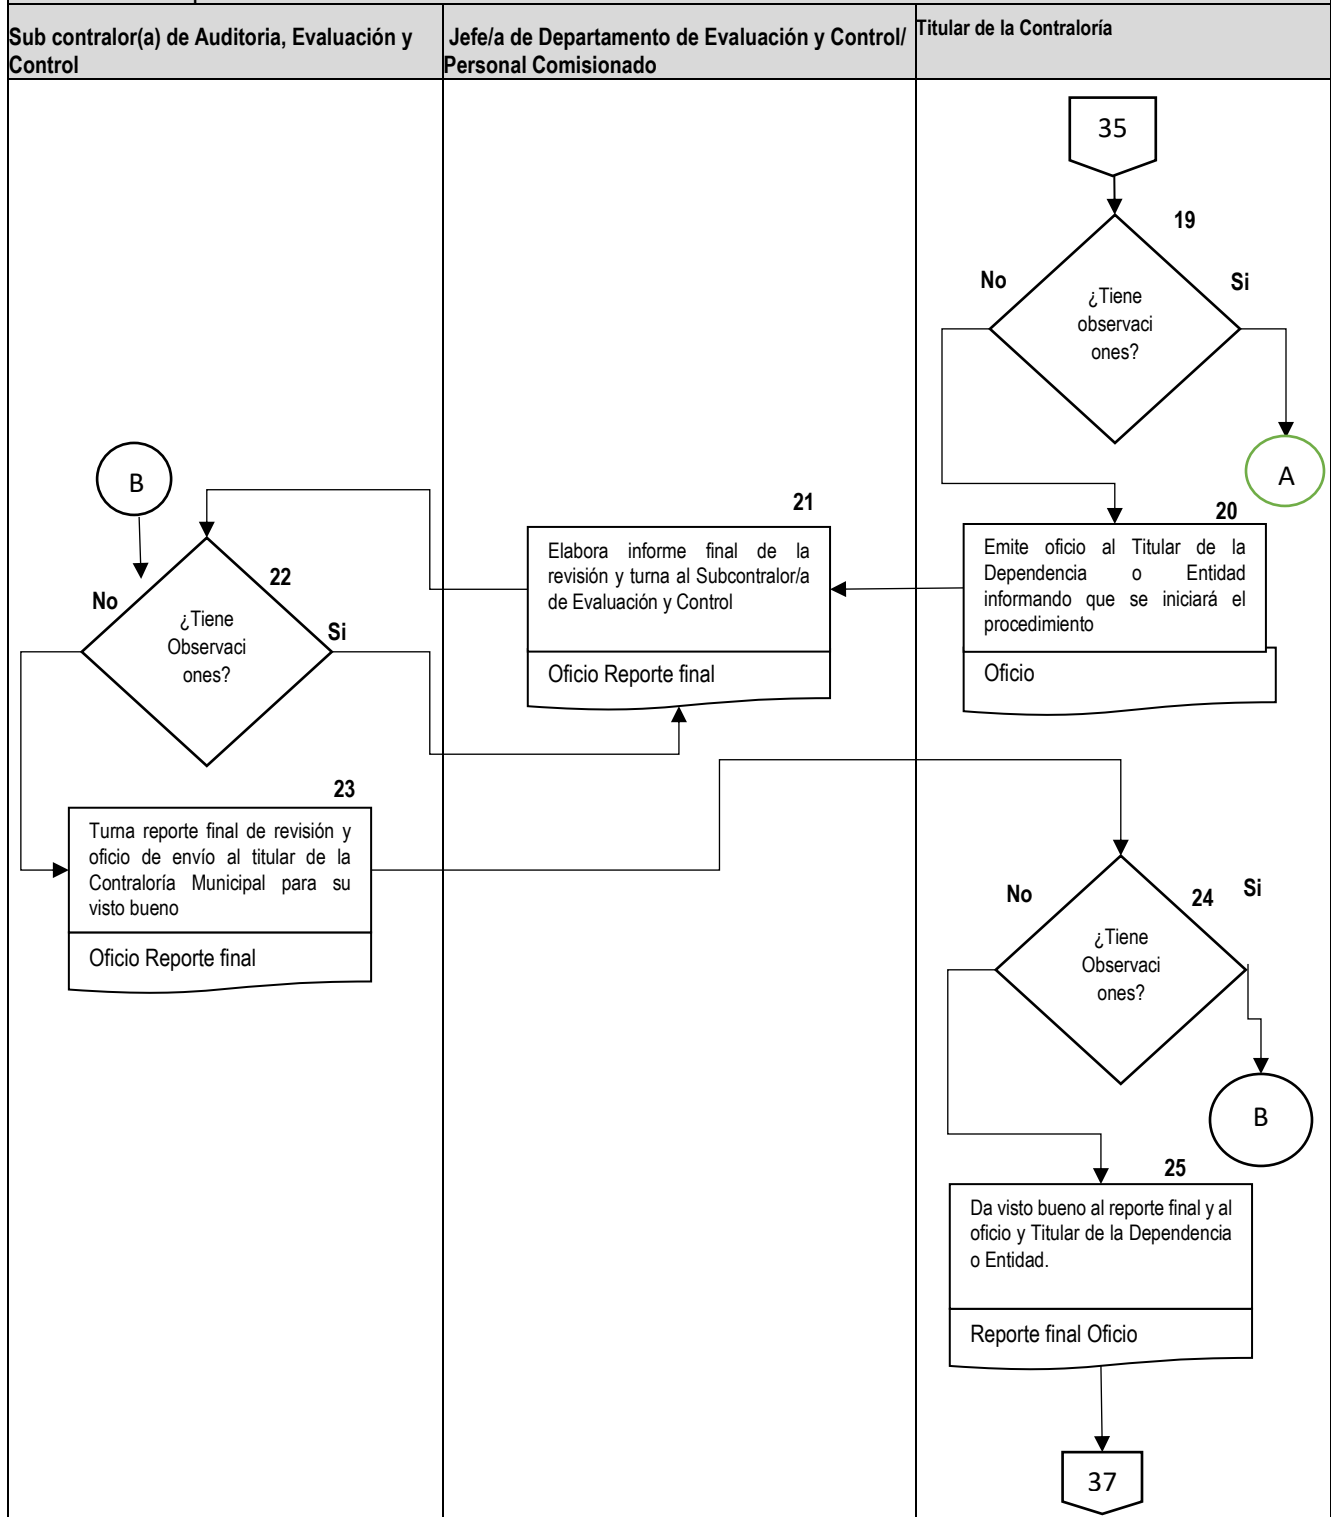 Sub contralor(a) de Auditoria, Evaluación y
Control
Jefe/a de Departamento de Evaluación y Control/
Personal Comisionado
Titular de la Contraloría
35
19
No
Si
¿Tiene
observaci
ones?
A
B
21
20
Elabora informe final de la
revisión y turna al Subcontralor/a
de Evaluación y Control
Oficio Reporte final
Emite oficio al Titular de la
Dependencia o Entidad
informando que se iniciará el
procedimiento
Oficio
22
No
Si
¿Tiene
Observaci
ones?
23
Turna reporte final de revisión y
oficio de envío al titular de la
Contraloría Municipal para su
visto bueno
Oficio Reporte final
No
24
Si
¿Tiene
Observaci
ones?
B
25
Da visto bueno al reporte final y al
oficio y Titular de la Dependencia
o Entidad.
Reporte final Oficio
37